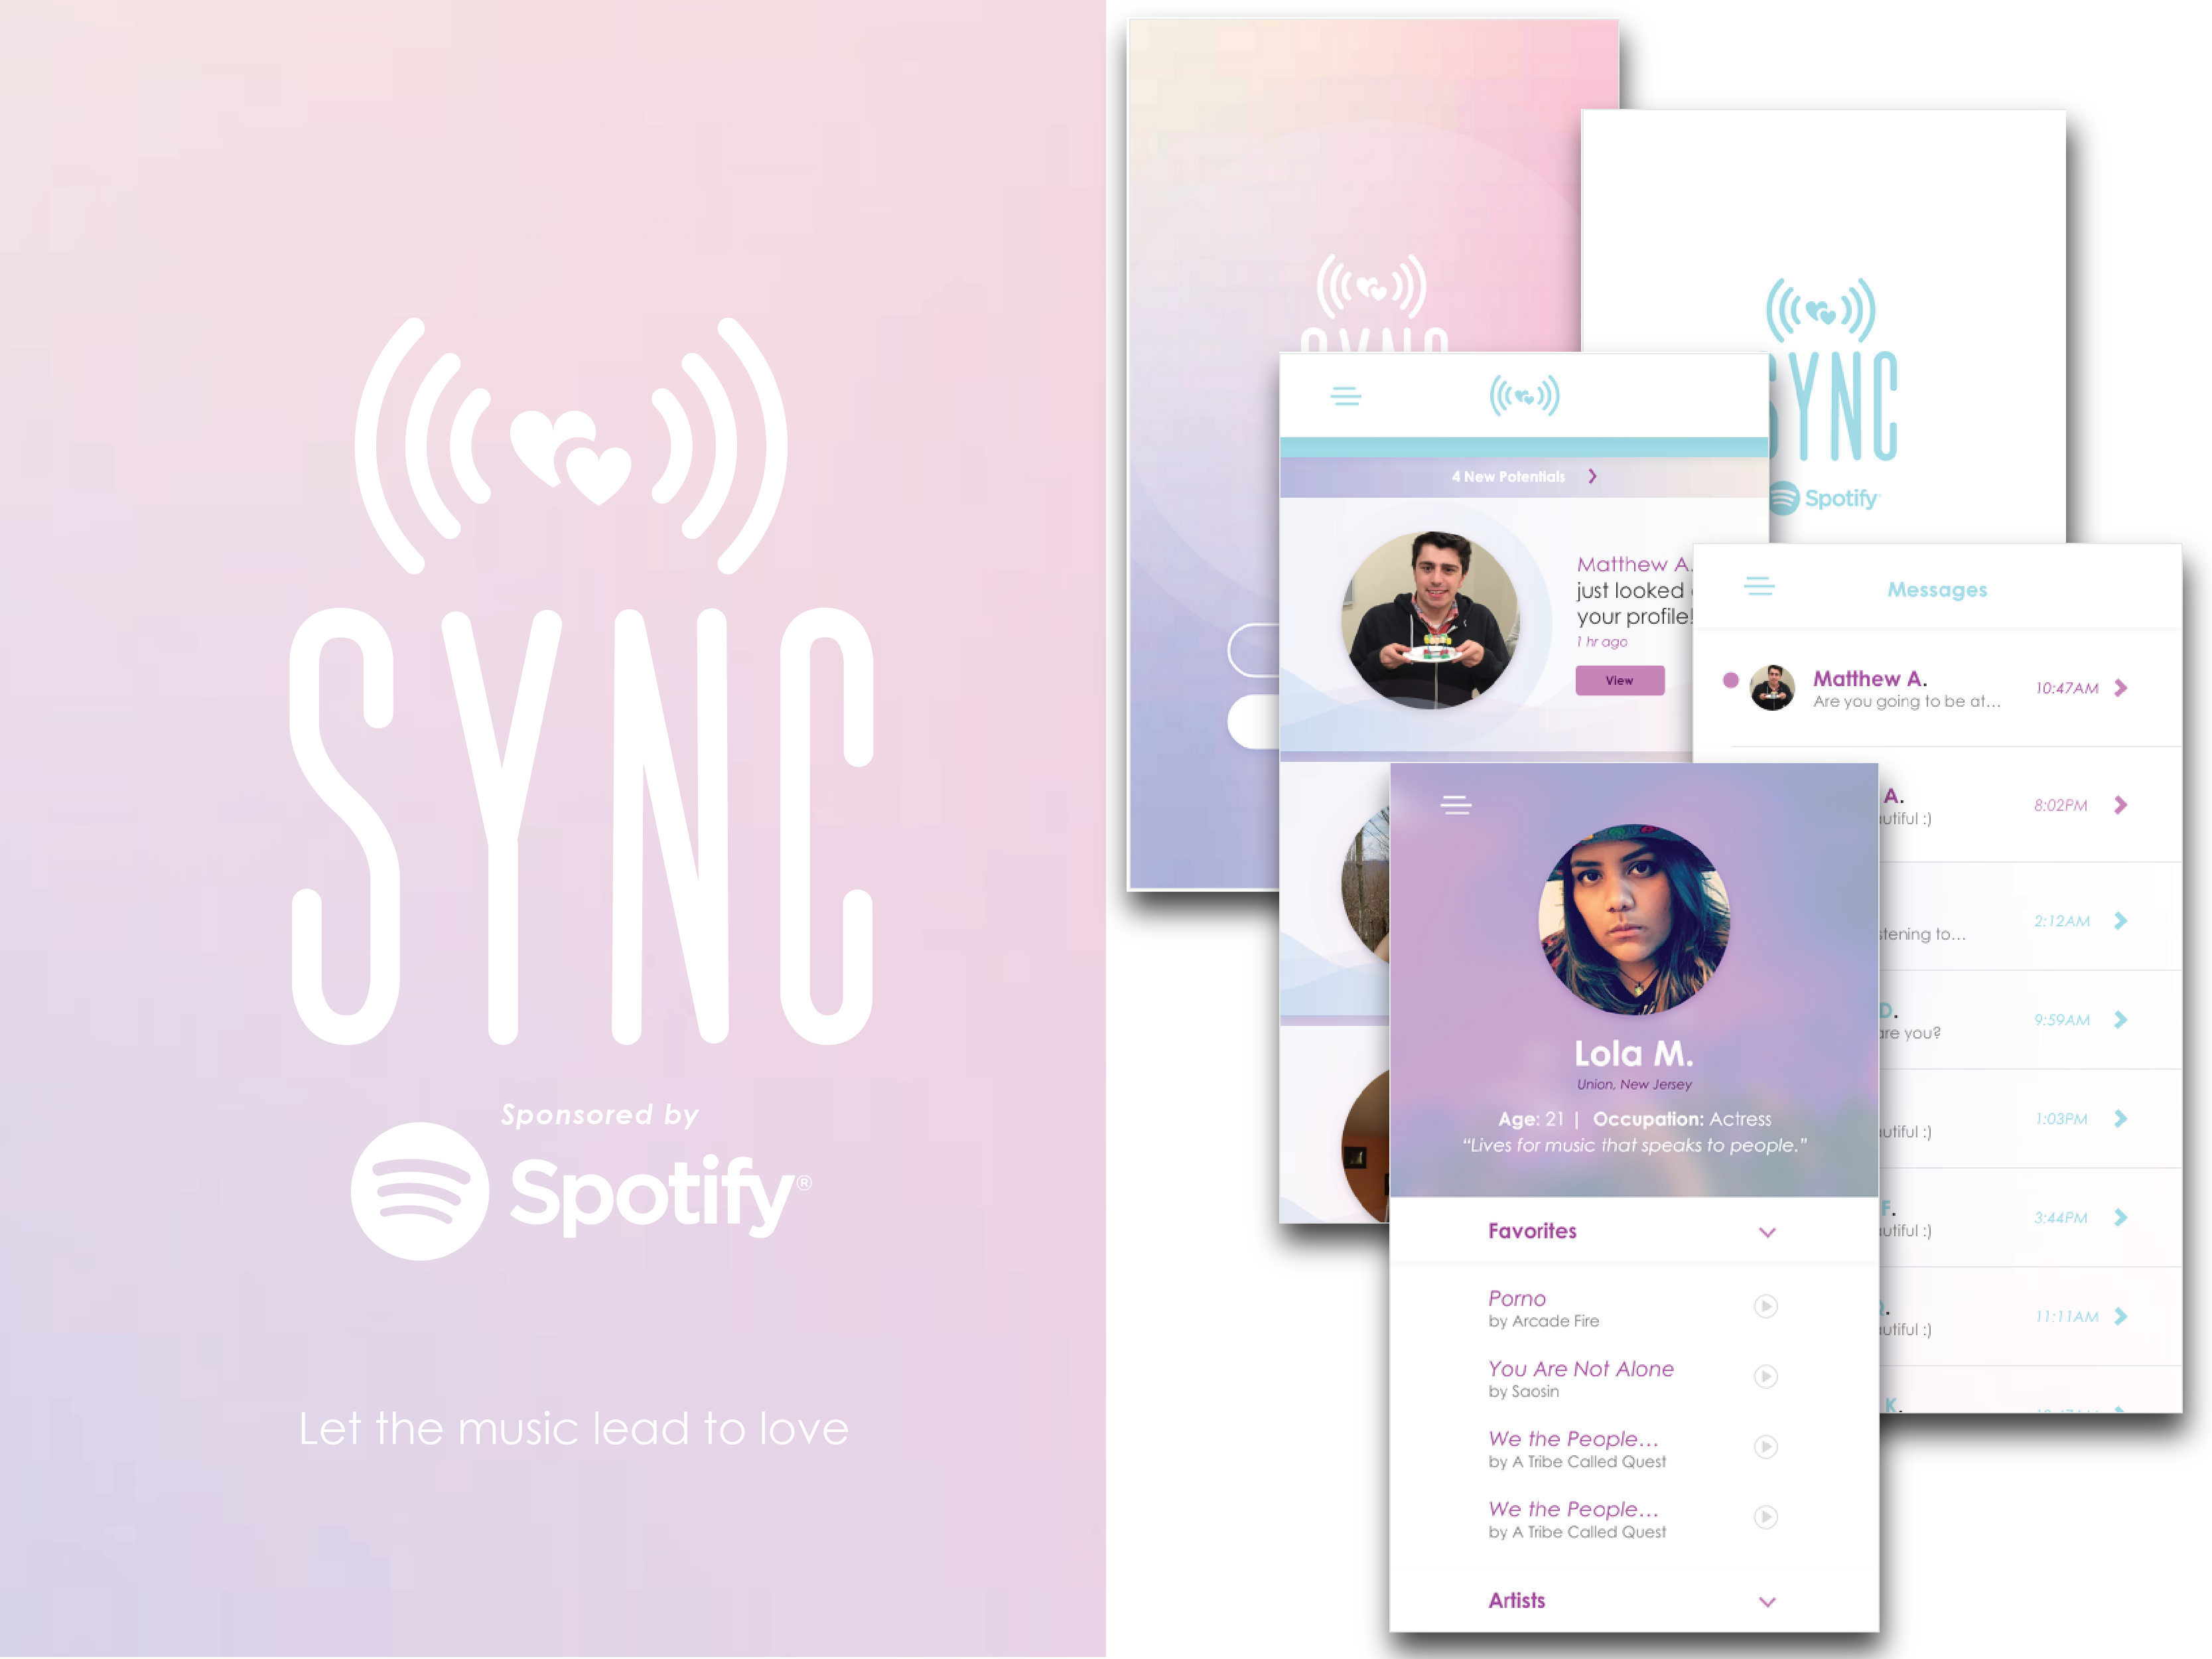 SYNC
Sponsored by
Spotify®
Let the music lead to love
SYNC
Spotify
4 New Potentials
Matthew A.
just looked
your profile!
1 hr ago
View
Messages
Matthew A.
Are you going to be at...
10:47AM
A.
8:02PM
:)
2:12AM
to...
D.
9:59AM
are you?
1:03PM
:)
F.
3:44PM
:)
11:11AM
:)
K.
Lola M.
Union, New Jersey
Age: 21 | Occupation: Actress
“Lives for music that speaks to people.”
Favorites
Porno
by Arcade Fire
You Are Not Alone
by Saosin
We the People...
by A Tribe Called Quest
We the People...
by A Tribe Called Quest
Artists